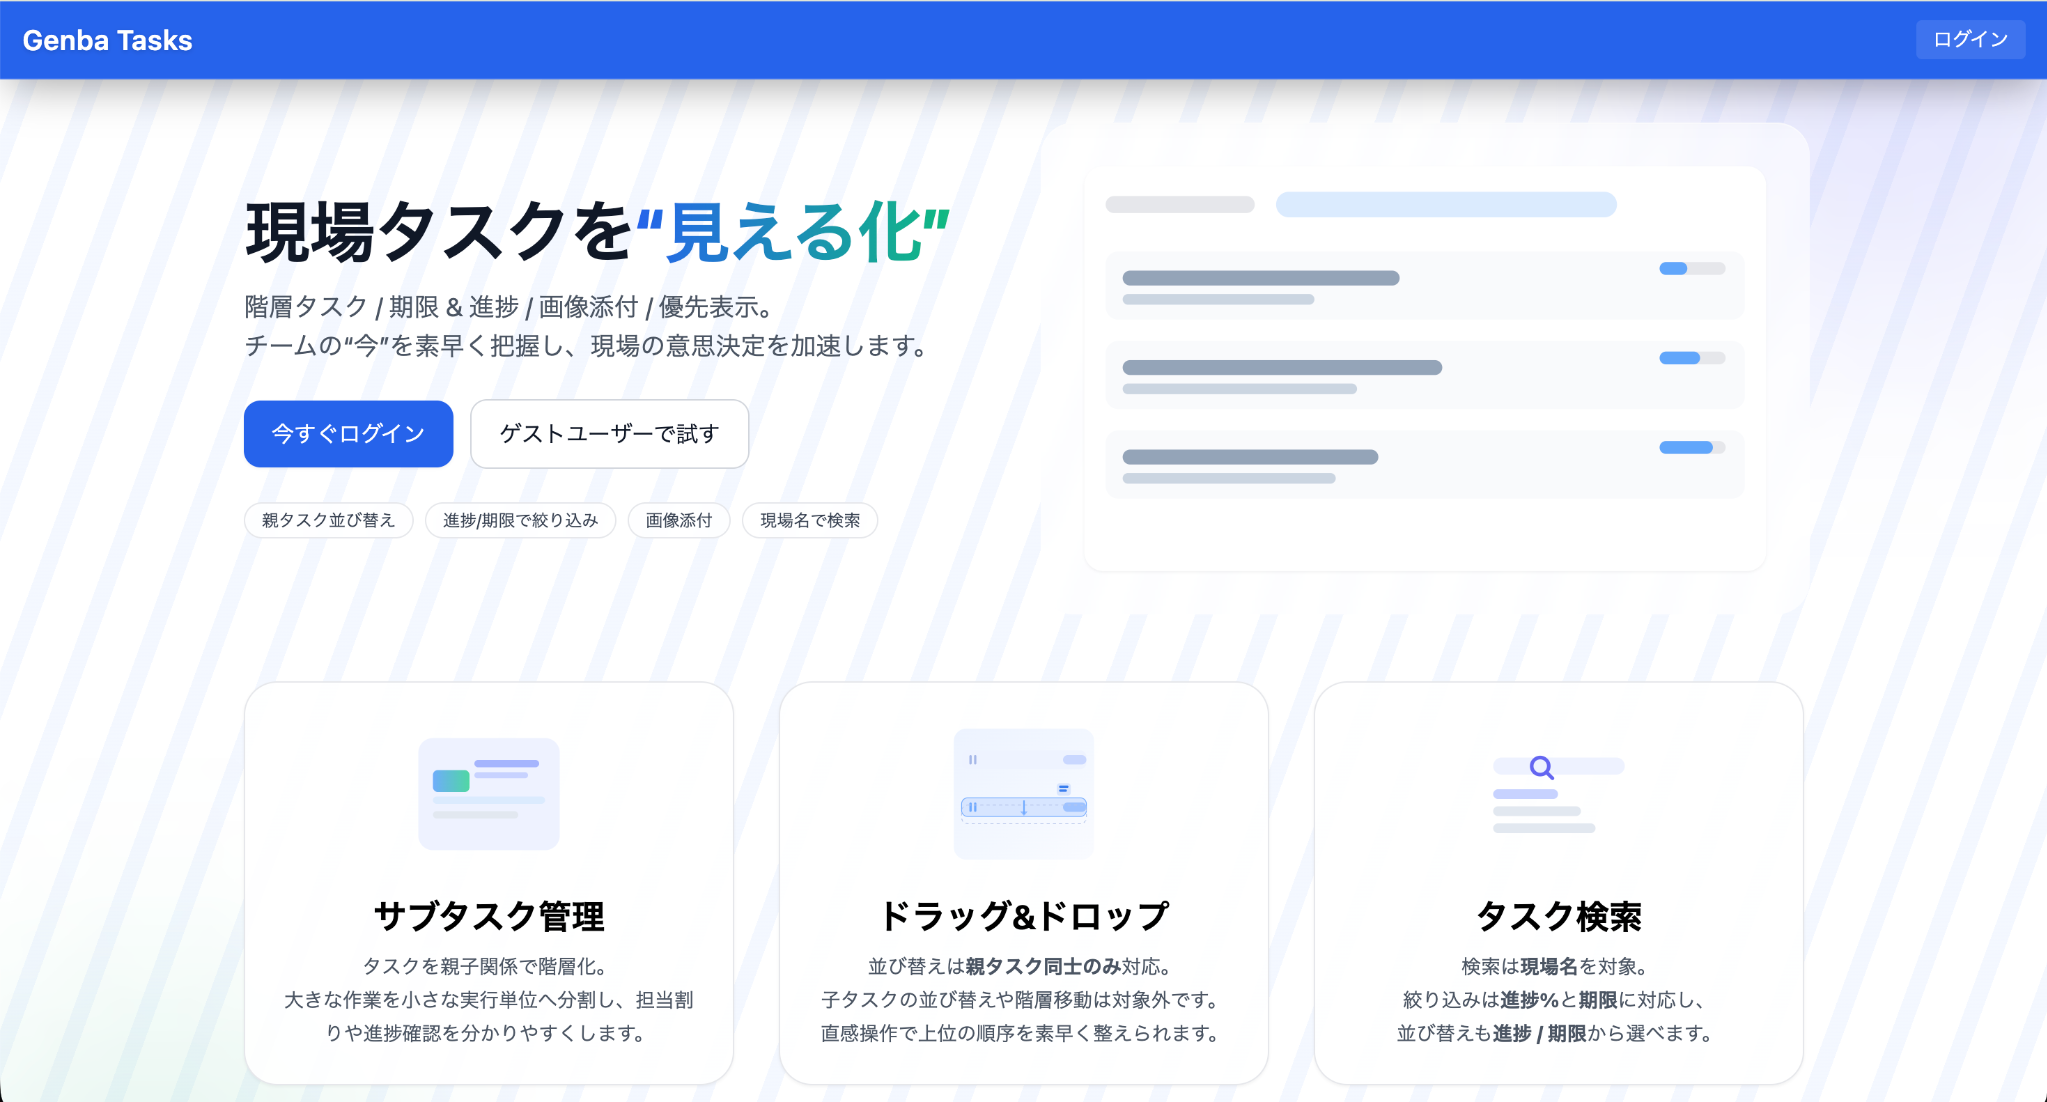 Genba Tasks
ログイン
現場タスクを“見える化”
階層タスク / 期限 & 進捗 / 画像添付 / 優先表示。
チームの“今”を素早く把握し、現場の意思決定を加速します。
今すぐログイン
ゲストユーザーで試す
親タスク並び替え
進捗/期限で絞り込み
画像添付
現場名で検索
サブタスク管理
タスクを親子関係で階層化。
大きな作業を小さな実行単位へ分割し、担当割
りや進捗確認を分かりやすくします。
ドラッグ&ドロップ
並び替えは親タスク同士のみ対応。
子タスクの並び替えや階層移動は対象外です。
直感操作で上位の順序を素早く整えられます。
タスク検索
検索は現場名を対象。
絞り込みは進捗%と期限に対応し、
並び替えも進捗 / 期限から選べます。